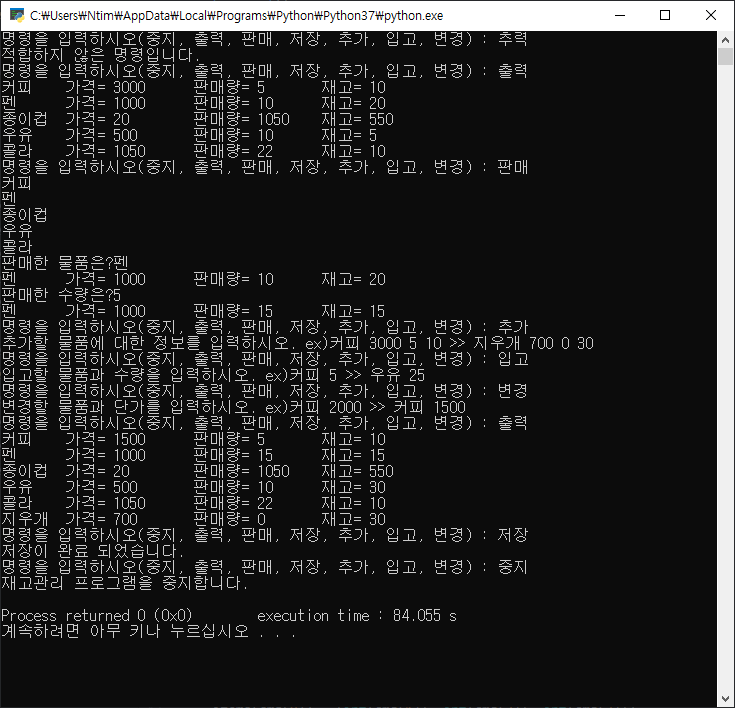 C:₩Users₩Ntim₩AppData₩Local₩Programs₩Python₩Python37₩python.exe
명령을 입력하시오(중지, 출력, 판매, 저장, 추가, 입고, 변경) : 추력
적합하지 않은 명령입니다.
명령을 입력하시오(중지, 출력, 판매, 저장, 추가, 입고, 변경) : 출력
커피 가격= 3000 판매량= 5 재고= 10
펜 가격= 1000 판매량= 10 재고= 20
종이컵 가격= 20 판매량= 1050 재고= 550
우유 가격= 500 판매량= 10 재고= 5
콜라 가격= 1050 판매량= 22 재고= 10
명령을 입력하시오(중지, 출력, 판매, 저장, 추가, 입고, 변경) : 판매
커피
펜
종이컵
우유
콜라
판매한 물품은?펜
펜 가격= 1000 판매량= 10 재고= 20
판매한 수량은?5
펜 가격= 1000 판매량= 15 재고= 15
명령을 입력하시오(중지, 출력, 판매, 저장, 추가, 입고, 변경) : 추가
추가할 물품에 대한 정보를 입력하시오. ex)커피 3000 5 10 >> 지우개 700 0 30
명령을 입력하시오(중지, 출력, 판매, 저장, 추가, 입고, 변경) : 입고
입고할 물품과 수량을 입력하시오. ex)커피 5 >> 우유 25
명령을 입력하시오(중지, 출력, 판매, 저장, 추가, 입고, 변경) : 변경
변경할 물품과 단가를 입력하시오. ex)커피 2000 >> 커피 1500
명령을 입력하시오(중지, 출력, 판매, 저장, 추가, 입고, 변경) : 출력
커피 가격= 1500 판매량= 5 재고= 10
펜 가격= 1000 판매량= 15 재고= 15
종이컵 가격= 20 판매량= 1050 재고= 550
우유 가격= 500 판매량= 10 재고= 30
콜라 가격= 1050 판매량= 22 재고= 10
지우개 가격= 700 판매량= 0 재고= 30
명령을 입력하시오(중지, 출력, 판매, 저장, 추가, 입고, 변경) : 저장
저장이 완료 되었습니다.
명령을 입력하시오(중지, 출력, 판매, 저장, 추가, 입고, 변경) : 중지
재고관리 프로그램을 중지합니다.
Process returned 0 (0x0) execution time : 84.055 s
계속하려면 아무 키나 누르십시오 . . .